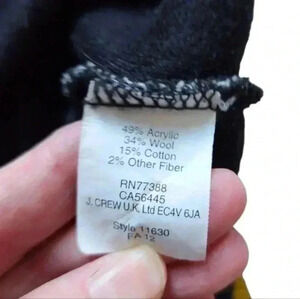 49% Acrylic
34% Wool
15% Cotton
2% Other Fiber
RN77388
CA56445
J. CREW U.K. Ltd EC4V 6JA
Style 11630
FA 12